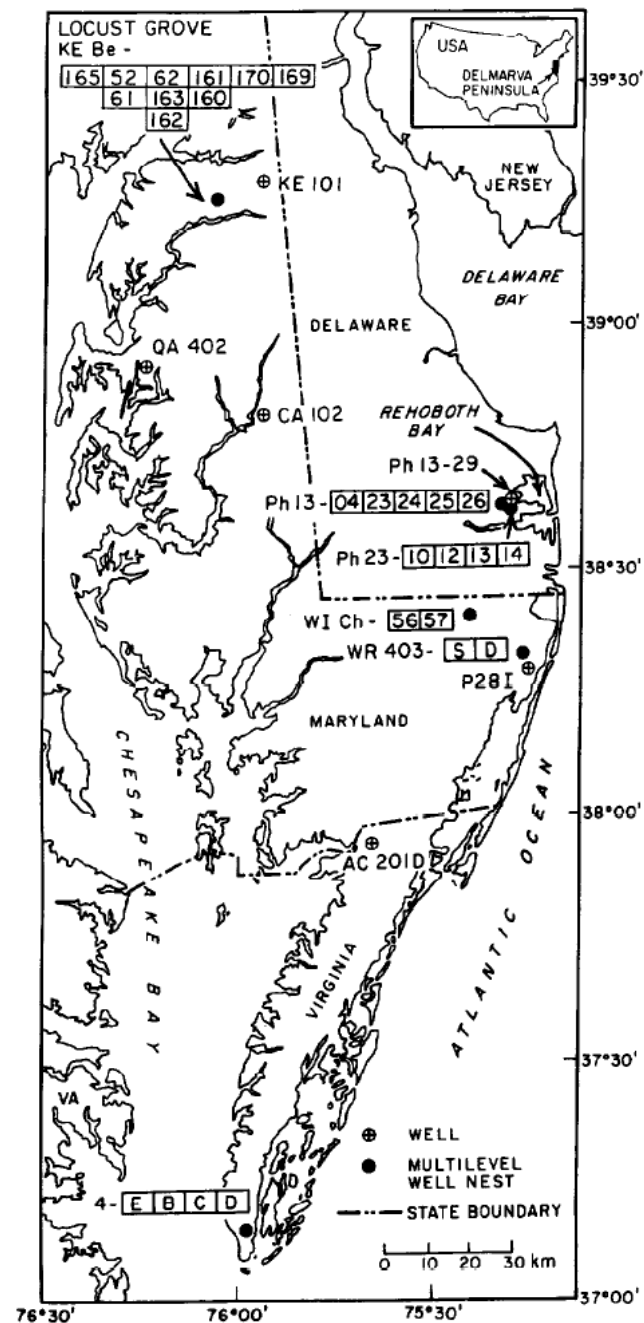 LOCUST GROVE
KE Be -
165 52 62 161 170 169
61 163 160
162
USA
DELMARVA
PENINSULA
39°30'
NEW
JERSEY
KE 101
DELAWARE
BAY
DELAWARE
39°00'
QA 402
CA 102
REHOBOTH
BAY
Ph 13-29
Ph 13- 04 23 24 25 26
Ph 23- 10 12 13 14
38°30'
WI Ch- 56 57
WR 403- S D
P28I
MARYLAND
CHESAPEAKE BAY
38°00'
AC 201D
ATLANTIC OCEAN
VIRGINIA
37°30'
VA
WELL
MULTILEVEL
WELL NEST
4- E B C D
STATE BOUNDARY
0 10 20 30 km
37°00'
76°30' 76°00' 75°30'